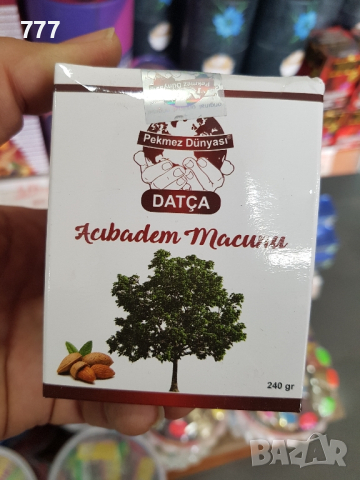 777
Pekmez Dünyası
DATÇA
Acıbadem Macunu
240 gr
BAZAR